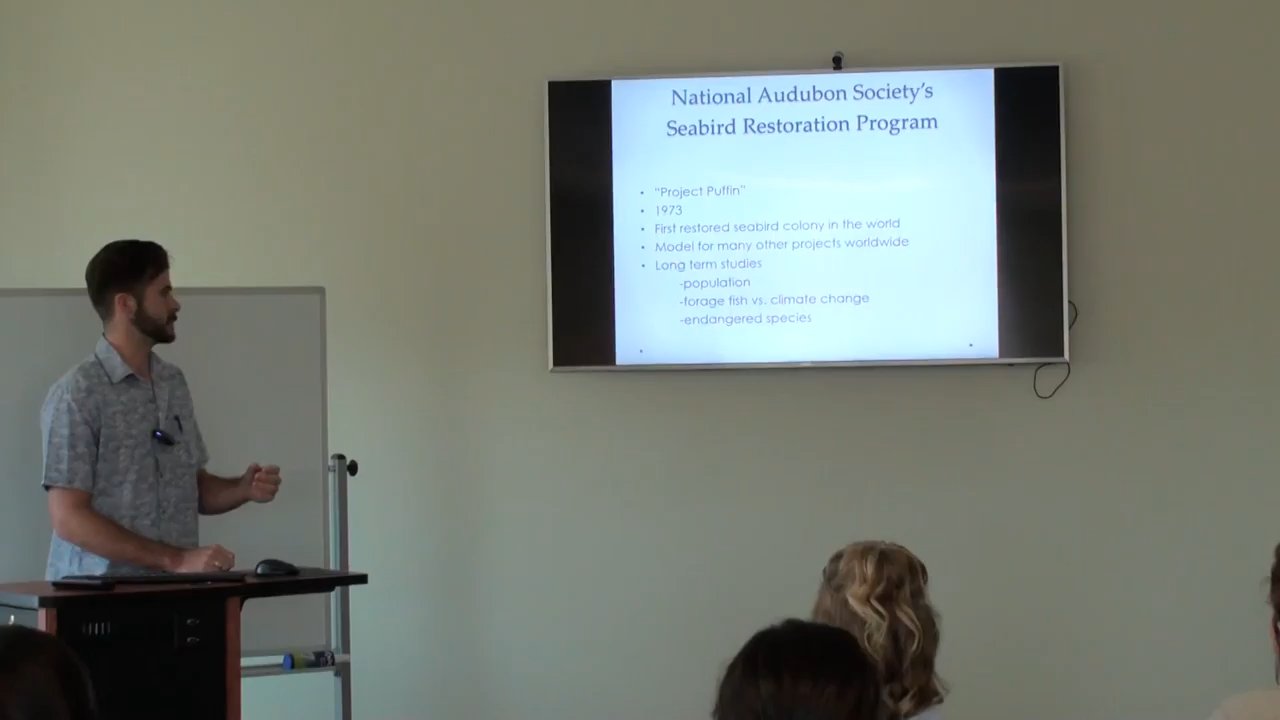 National Audubon Society's
Seabird Restoration Program
• "Project Puffin"
• 1973
• First restored seabird colony in the world
• Model for many other projects worldwide
• Long term studies
-population
-forage fish vs. climate change
-endangered species